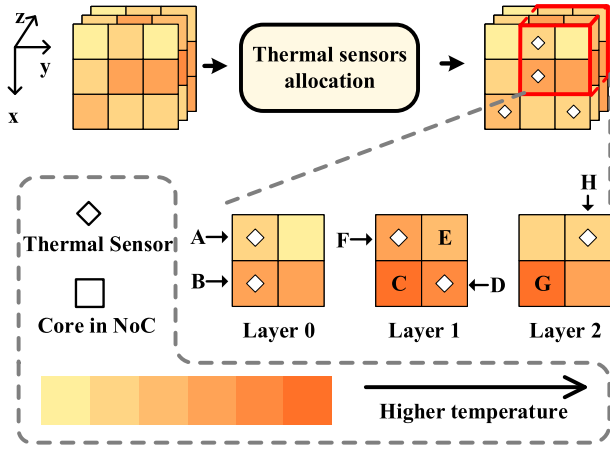 z
y
x
Thermal sensors
allocation
H
Thermal Sensor
A
F
E
B
C
D
G
Core in NoC
Layer 0
Layer 1
Layer 2
Higher temperature